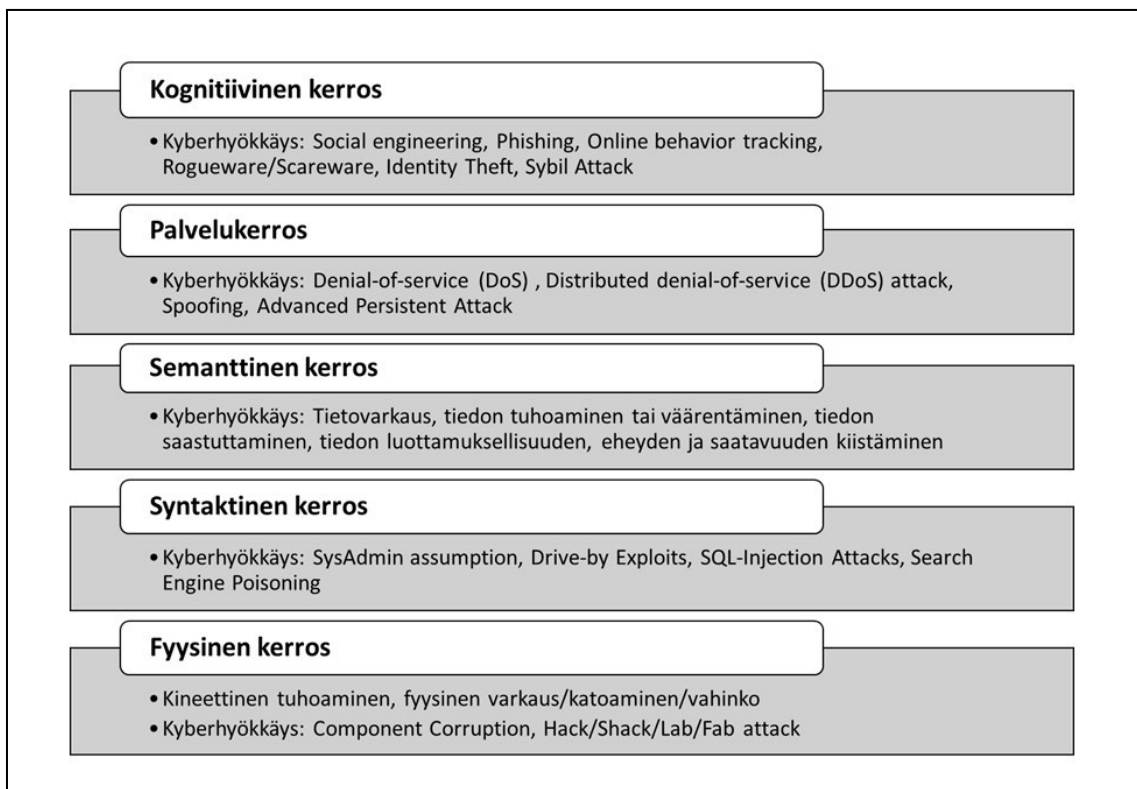 Kognitiivinen kerros
• Kyberhyökkäys: Social engineering, Phishing, Online behavior tracking,
Rogueware/Scareware, Identity Theft, Sybil Attack
Palvelukerros
• Kyberhyökkäys: Denial-of-service (DoS) , Distributed denial-of-service (DDoS) attack,
Spoofing, Advanced Persistent Attack
Semanttinen kerros
• Kyberhyökkäys: Tietovarkaus, tiedon tuhoaminen tai väärentäminen, tiedon
saastuttaminen, tiedon luottamuksellisuuden, eheyden ja saatavuuden kiistäminen
Syntaktinen kerros
• Kyberhyökkäys: SysAdmin assumption, Drive-by Exploits, SQL-Injection Attacks, Search
Engine Poisoning
Fyysinen kerros
• Kineettinen tuhoaminen, fyysinen varkaus/katoaminen/vahinko
• Kyberhyökkäys: Component Corruption, Hack/Shack/Lab/Fab attack